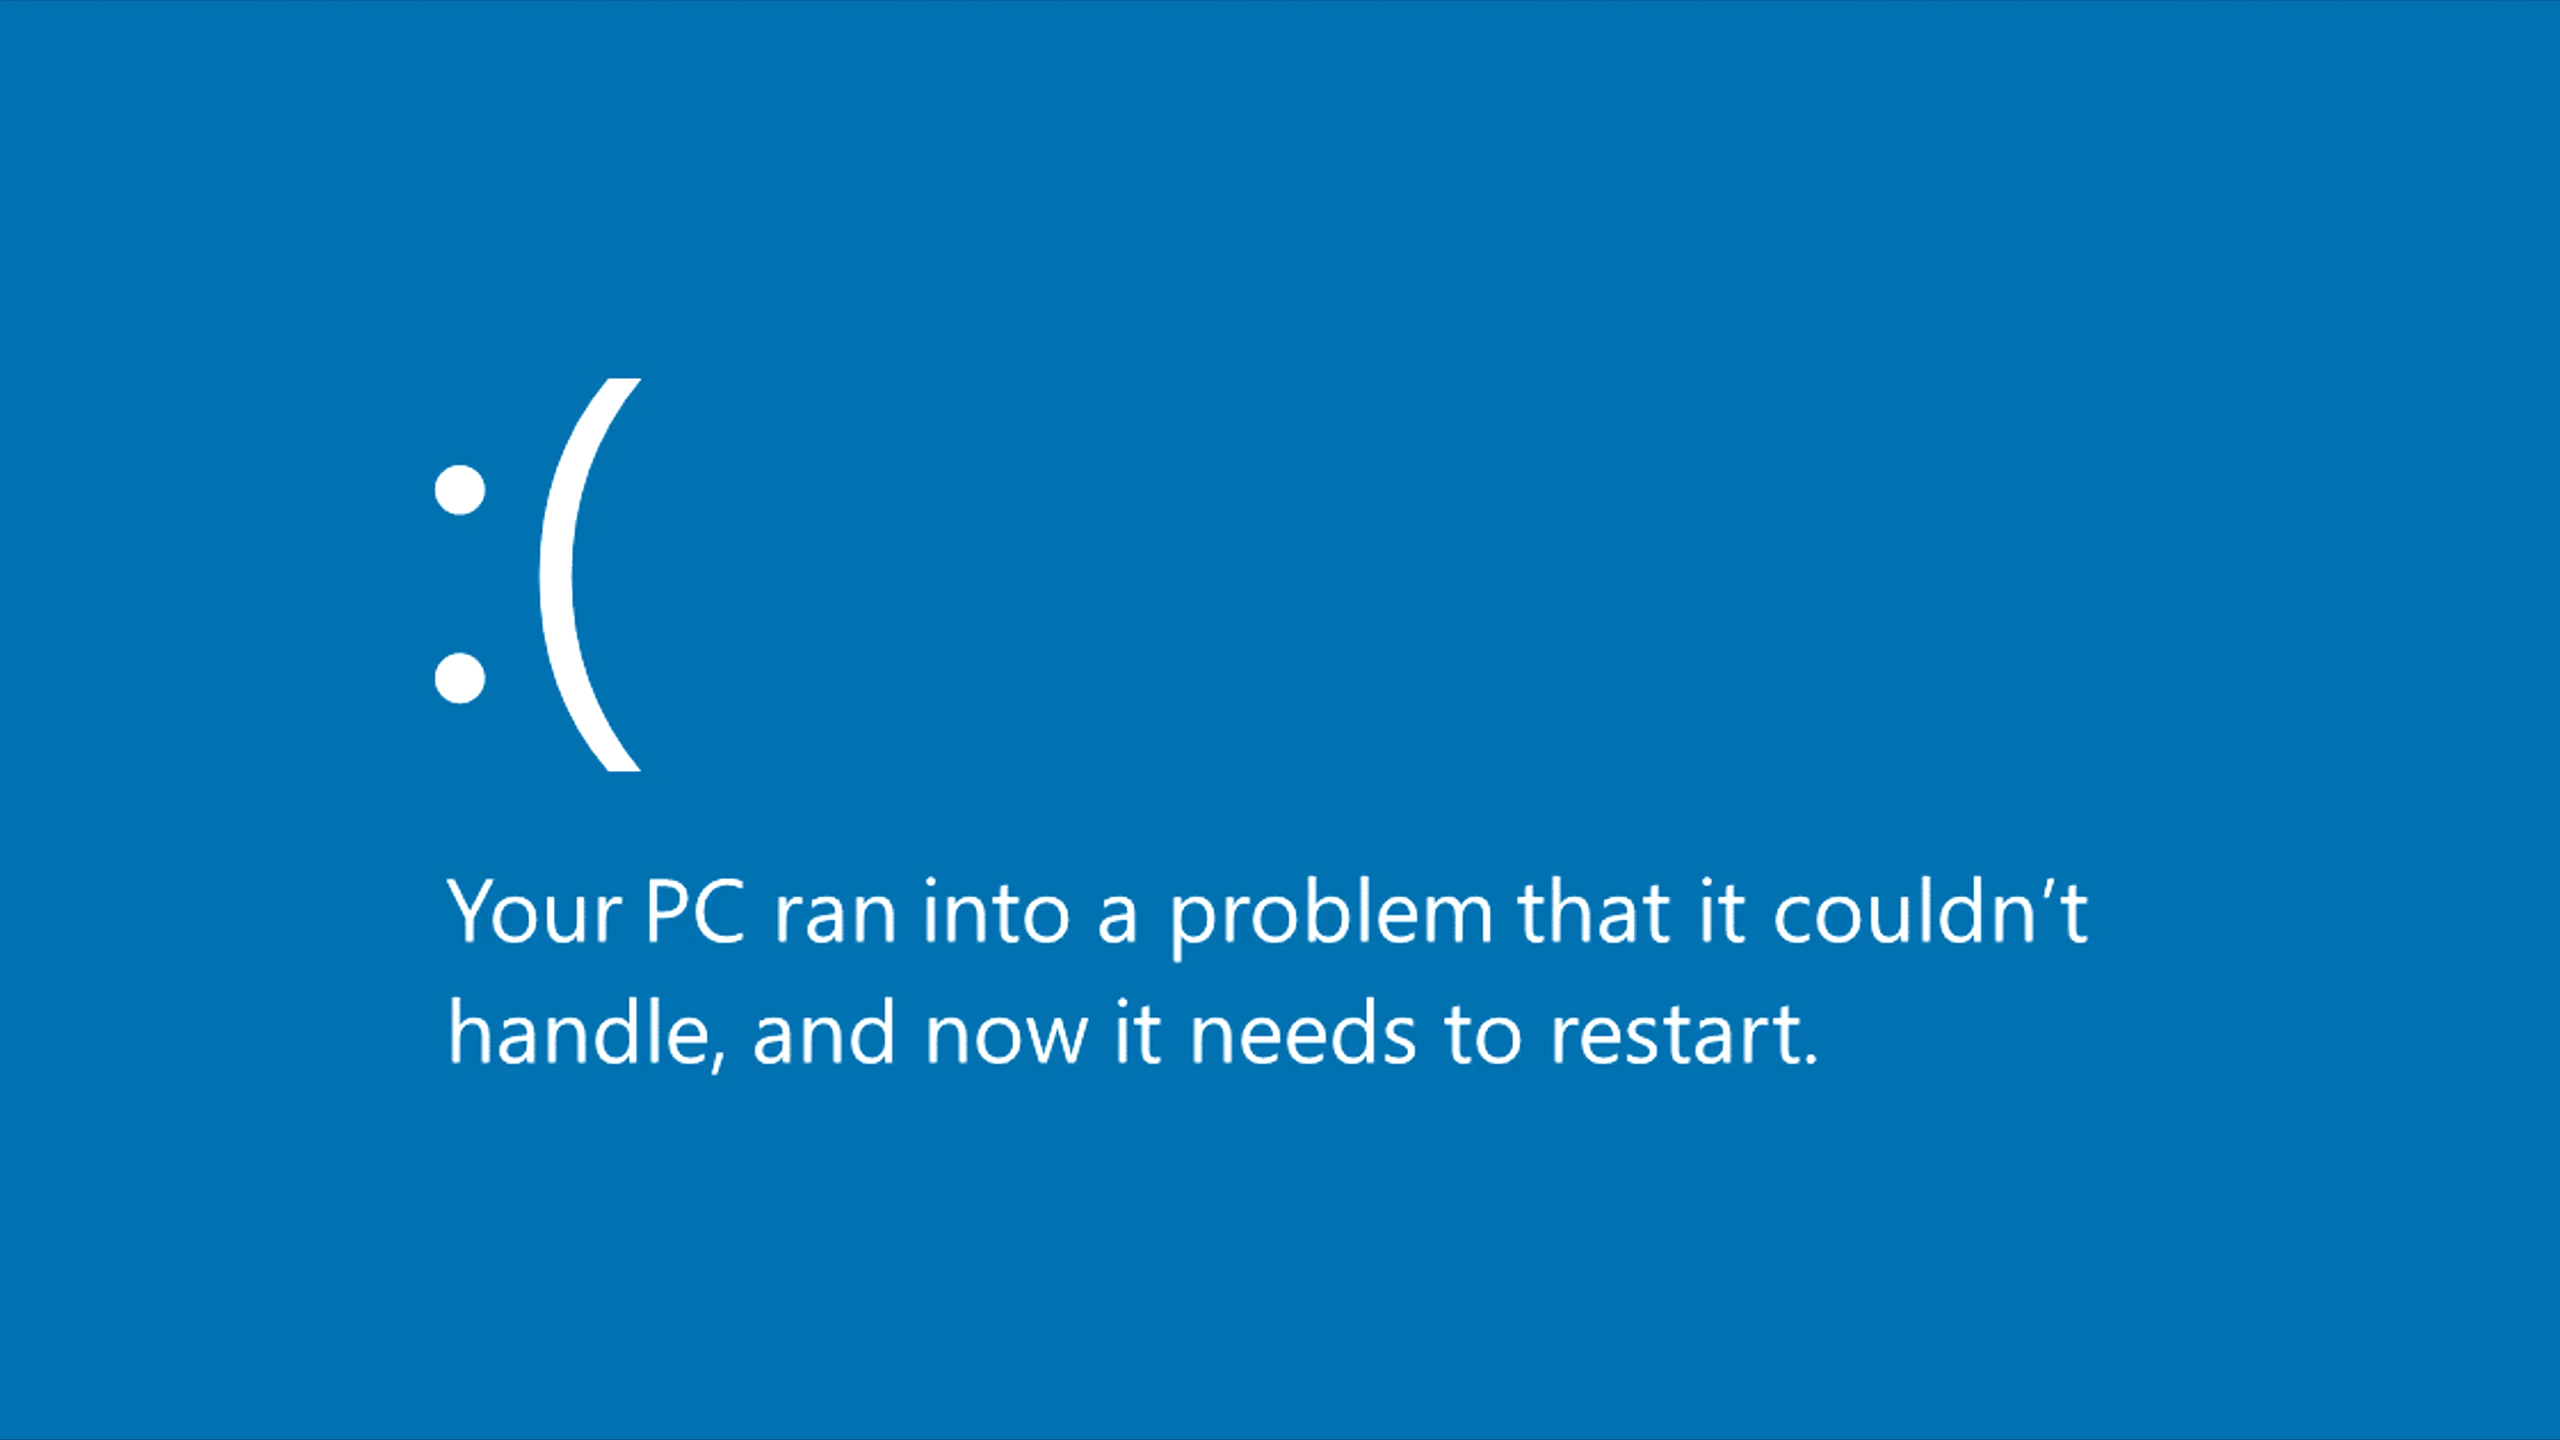 :(
Your PC ran into a problem that it couldn’t
handle, and now it needs to restart.